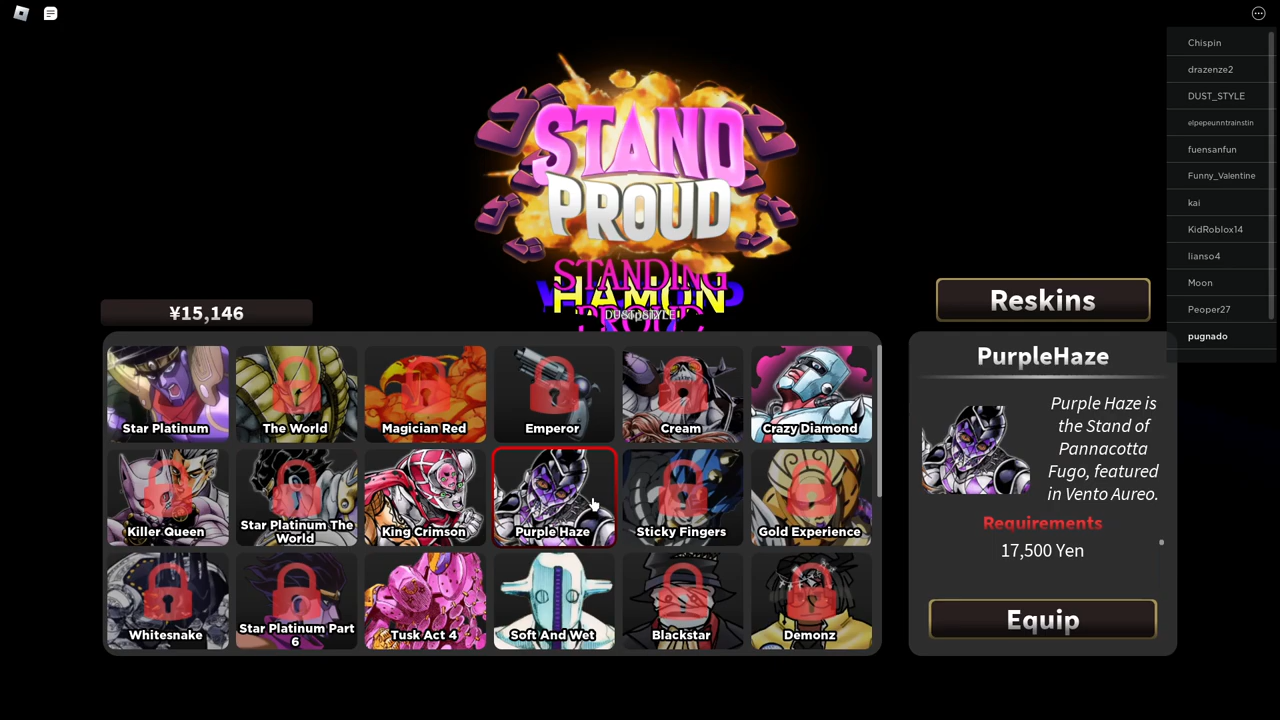 STAND
PROUD
STANDING
HAMON
PROUD
DUST_STYLE
Chispin
drazenze2
DUST_STYLE
elpepeunntrainstin
fuensanfun
Funny_Valentine
kai
KidRoblox14
lianso4
Moon
Peoper27
pugnado
¥15,146
Reskins
Star Platinum
The World
Magician Red
Emperor
Cream
Crazy Diamond
Killer Queen
Star Platinum The
World
King Crimson
Purple Haze
Sticky Fingers
Gold Experience
Whitesnake
Star Platinum Part
6
Tusk Act 4
Soft And Wet
Blackstar
Demonz
PurpleHaze
Purple Haze is
the Stand of
Pannacotta
Fugo, featured
in Vento Aureo.
Requirements
17,500 Yen
Equip